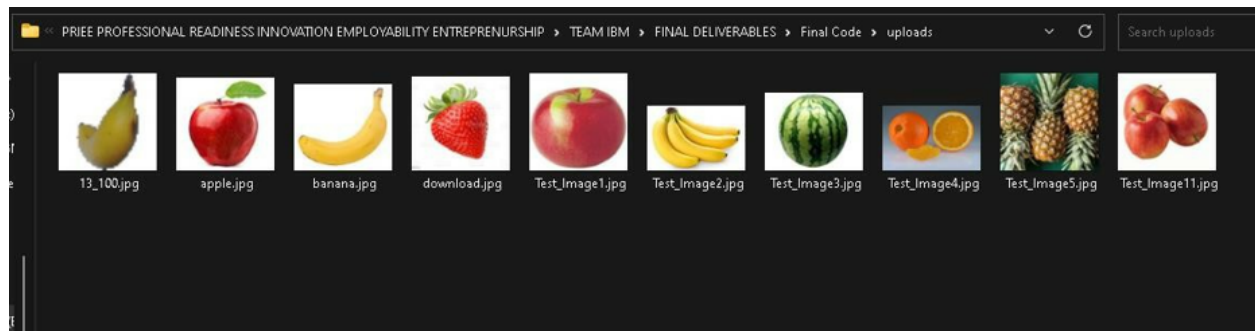 « PRIEE PROFESSIONAL READINESS INNOVATION EMPLOYABILITY ENTREPRENURSHIP > TEAM IBM > FINAL DELIVERABLES > Final Code > uploads
Search uploads
13_100.jpg apple.jpg banana.jpg download.jpg Test_Image1.jpg Test_Image2.jpg Test_Image3.jpg Test_Image4.jpg Test_Image5.jpg Test_Image11.jpg